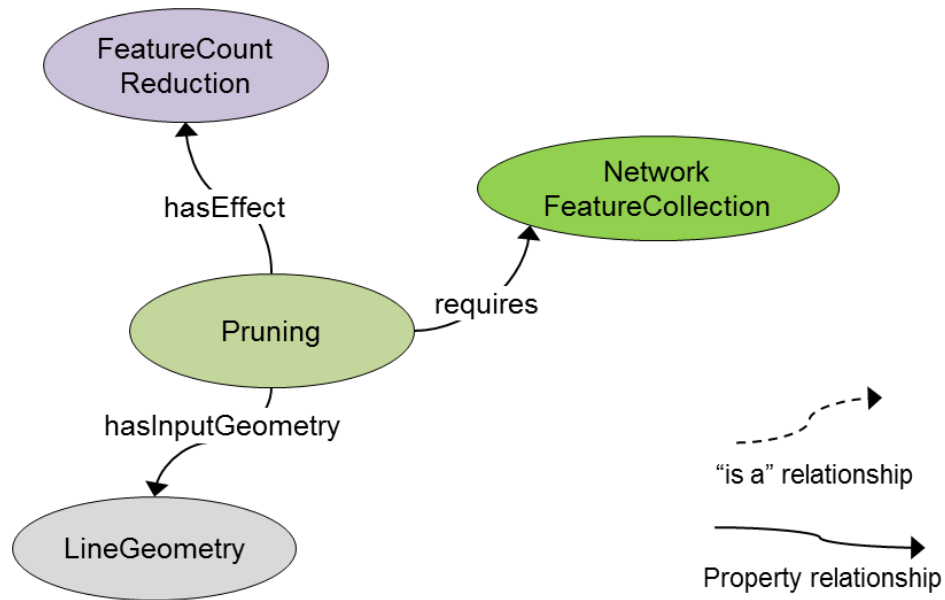 FeatureCount
Reduction
Network
FeatureCollection
hasEffect
requires
Pruning
hasInputGeometry
“is a” relationship
LineGeometry
Property relationship